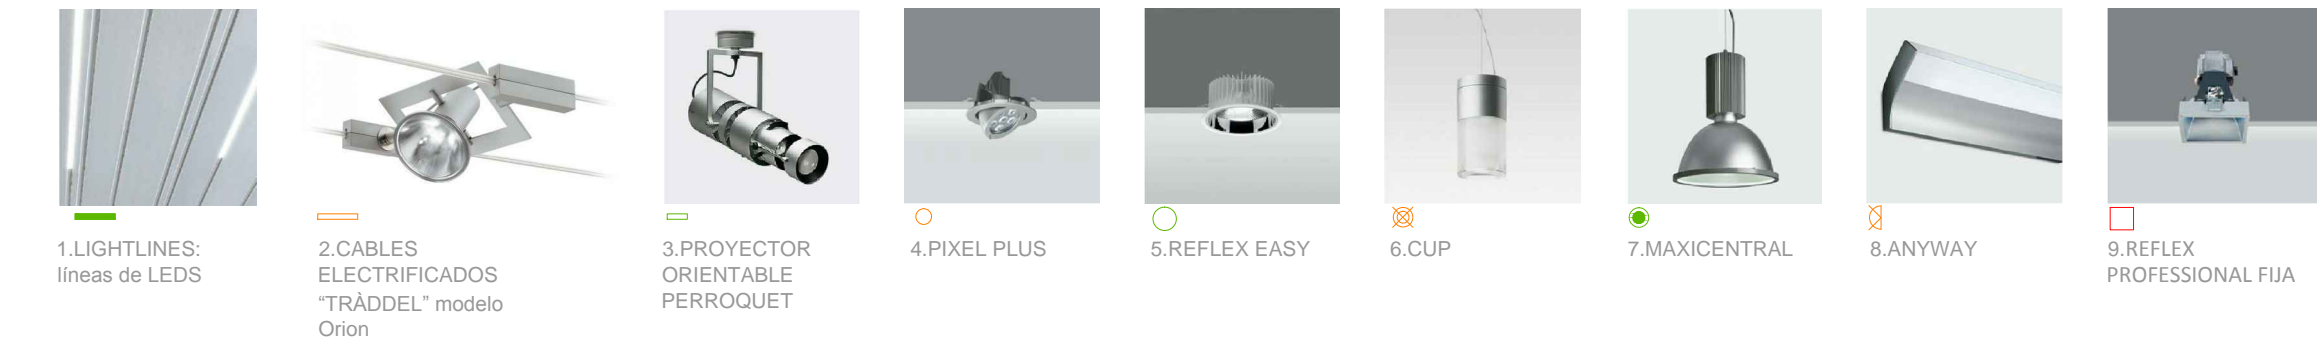 1.LIGHTLINES:
líneas de LEDS
2.CABLES
ELECTRIFICADOS
“TRÀDDEL” modelo
Orion
3.PROYECTOR
ORIENTABLE
PERROQUET
4.PIXEL PLUS
5.REFLEX EASY
6.CUP
7.MAXICENTRAL
8.ANYWAY
9.REFLEX
PROFESSIONAL FIJA